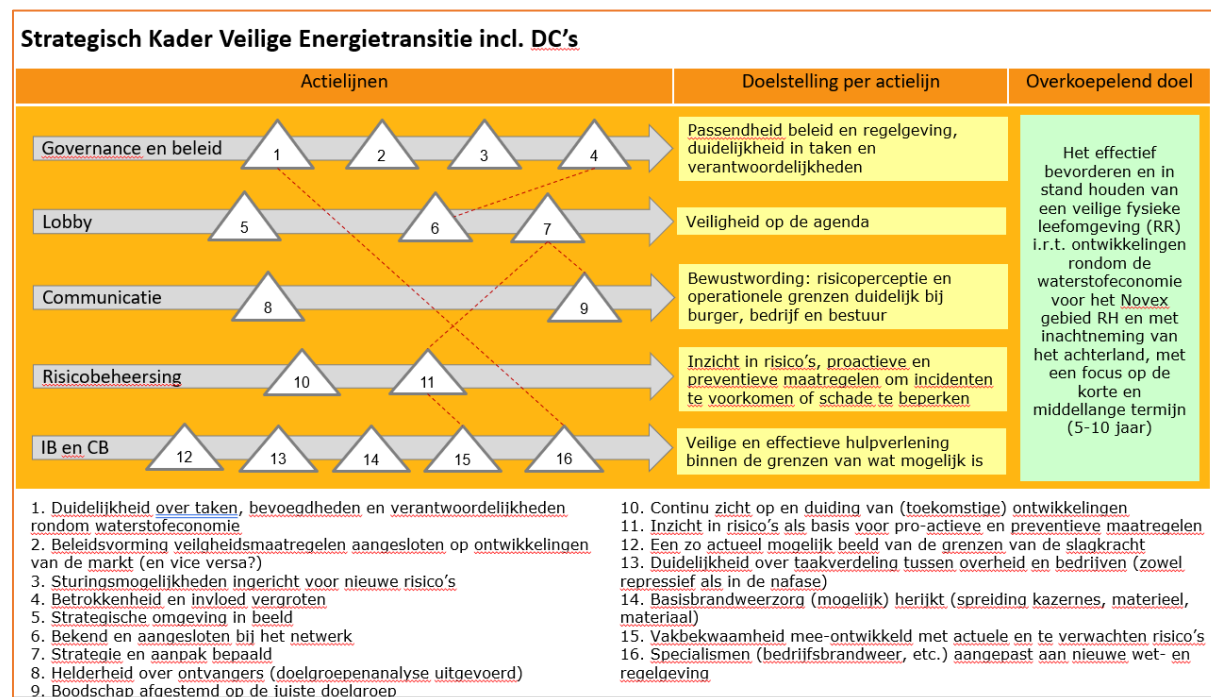 Strategisch Kader Veilige Energietransitie incl. DC's
Actielijnen
Doelstelling per actielijn
Overkoepelend doel
Governance en beleid
1
2
3
4
Passendheid beleid en regelgeving,
duidelijkheid in taken en
verantwoordelijkheden
Lobby
5
6
7
Veiligheid op de agenda
Communicatie
8
9
Bewustwording: risicoperceptie en
operationele grenzen duidelijk bij
burger, bedrijf en bestuur
Risicobeheersing
10
11
Inzicht in risico's, proactieve en
preventieve maatregelen om incidenten
te voorkomen of schade te beperken
IB en CB
12
13
14
15
16
Veilige en effectieve hulpverlening
binnen de grenzen van wat mogelijk is
Het effectief
bevorderen en in
stand houden van
een veilige fysieke
leefomgeving (RR)
i.r.t. ontwikkelingen
rondom de
waterstofeconomie
voor het Novex
gebied RH en met
inachtneming van
het achterland, met
een focus op de
korte en
middellange termijn
(5-10 jaar)
1. Duidelijkheid over taken, bevoegdheden en verantwoordelijkheden
rondom waterstofeconomie
2. Beleidsvorming veilgheidsmaatregelen aangesloten op ontwikkelingen
van de markt (en vice versa?)
3. Sturingsmogelijkheden ingericht voor nieuwe risico's
4. Betrokkenheid en invloed vergroten
5. Strategische omgeving in beeld
6. Bekend en aangesloten bij het netwerk
7. Strategie en aanpak bepaald
8. Helderheid over ontvangers (doelgroepenanalyse uitgevoerd)
9. Boodschap afgestemd op de juiste doelgroep
10. Continu zicht op en duiding van (toekomstige) ontwikkelingen
11. Inzicht in risico's als basis voor pro-actieve en preventieve maatregelen
12. Een zo actueel mogelijk beeld van de grenzen van de slagkracht
13. Duidelijkheid over taakverdeling tussen overheid en bedrijven (zowel
repressief als in de nafase)
14. Basisbrandweerzorg (mogelijk) herijkt (spreiding kazernes, materieel,
materiaal)
15. Vakbekwaamheid mee-ontwikkeld met actuele en te verwachten risico's
16. Specialismen (bedrijfsbrandweer, etc.) aangepast aan nieuwe wet- en
regelgeving